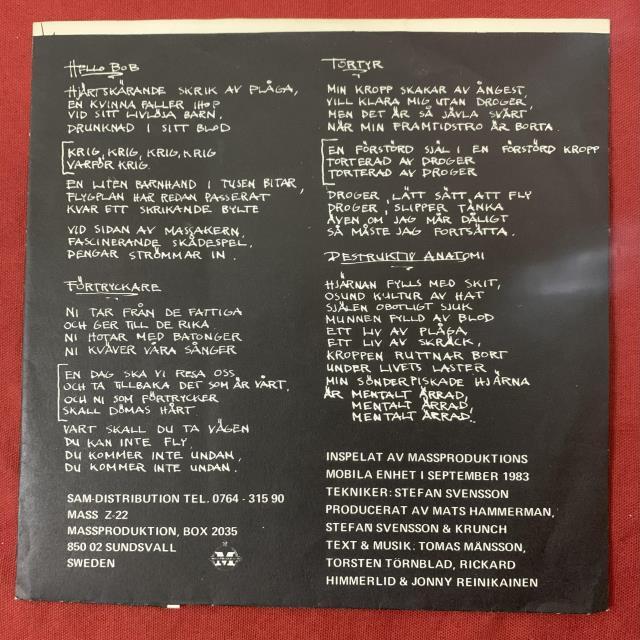 HELLO BOB
HJÄRTSKÄRANDE SKRIK AV PLÅGA,
EN KVINNA FALLER IHOP
VID SITT LIVLÖSA BARN,
DRUNKNAD I SITT BLOD
KRIG, KRIG, KRIG, KRIG
VARFÖR KRIG.
EN LITEN BARNHAND I TUSEN BITAR,
FLYGPLAN HAR REDAN PASSERAT
KVAR ETT SKRIKANDE BYLTE
VID SIDAN AV MASSAKERN,
FASCINERANDE SKÅDESPEL,
PENGAR STRÖMMAR IN.
FÖRTRYCKARE
NI TAR FRÅN DE FATTIGA
OCH GER TILL DE RIKA
NI HOTAR MED BATONGER
NI KVÄVER VÅRA SÅNGER
EN DAG SKA VI RESA OSS
OCH TA TILLBAKA DET SOM ÄR VÅRT,
OCH NI SOM FÖRTRYCKER
SKALL DÖMAS HÅRT.
VART SKALL DU TA VÄGEN
DU KAN INTE FLY,
DU KOMMER INTE UNDAN,
DU KOMMER INTE UNDAN.
SAM-DISTRIBUTION TEL. 0764 - 315 90
MASS Z-22
MASSPRODUKTION, BOX 2035
850 02 SUNDSVALL
SWEDEN
M
TORTYR
MIN KROPP SKAKAR AV ÅNGEST
VILL KLARA MIG UTAN DROGER,
MEN DET ÄR SÅ JÄVLA SVÅRT
NÄR MIN FRAMTIDSTRO ÄR BORTA.
EN FÖRSTÖRD SJÄL I EN FÖRSTÖRD KROPP
TORTERAD AV DROGER
TORTERAD AV DROGER
DROGER, LÄTT SÄTT ATT FLY
DROGER, SLIPPER TÄNKA
ÄVEN OM JAG MÅR DÅLIGT
SÅ MÅSTE JAG FORTSÄTTA.
DESTRUKTIV ANATOMI
HJÄRNAN FYLLS MED SKIT,
OSUND KULTUR AV HAT
SJÄLEN OBOTLIGT SJUK
MUNNEN FYLLD AV BLOD
ETT LIV AV PLÅGA
ETT LIV AV SKRÄCK,
KROPPEN RUTTNAR BORT
UNDER LIVETS LASTER
MIN SÖNDERPISKADE HJÄRNA
ÄR MENTALT ÄRRAD,
MENTALT ÄRRAD,
MENTALT ÄRRAD.
INSPELAT AV MASSPRODUKTIONS
MOBILA ENHET I SEPTEMBER 1983
TEKNIKER: STEFAN SVENSSON
PRODUCERAT AV MATS HAMMERMAN,
STEFAN SVENSSON & KRUNCH
TEXT & MUSIK: TOMAS MÅNSSON,
TORSTEN TÖRNBLAD, RICKARD
HIMMERLID & JONNY REINIKAINEN